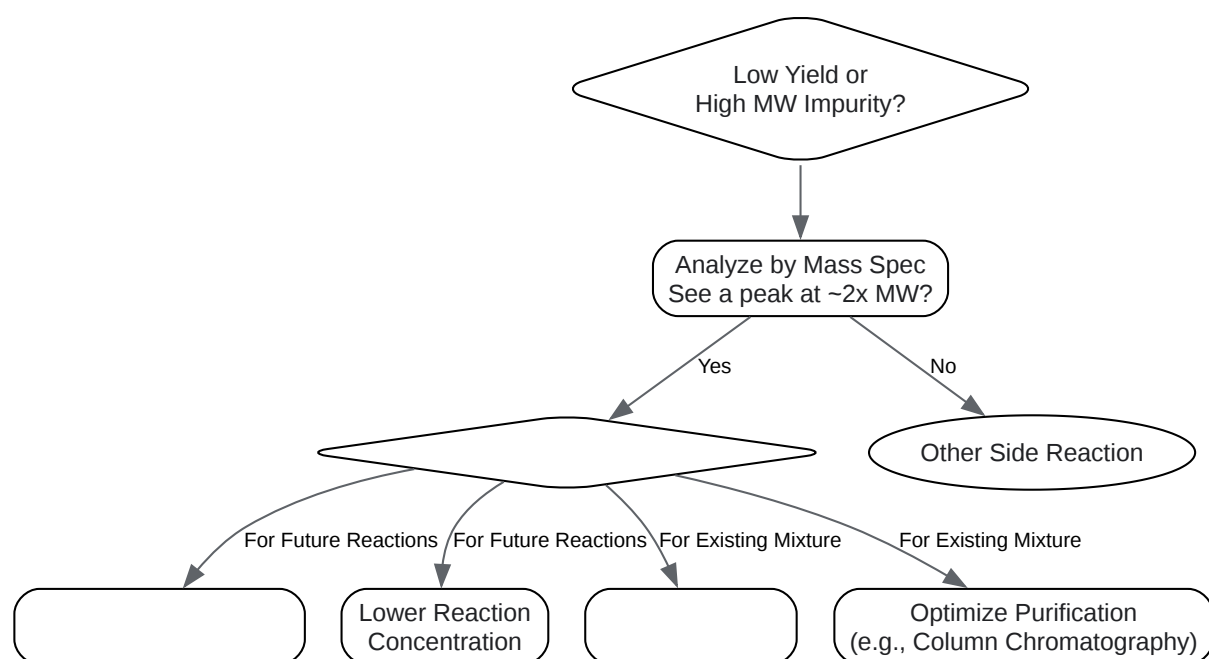 Low Yield or
High MW Impurity?
Analyze by Mass Spec
See a peak at ~2x MW?
Yes
No
Other Side Reaction
For Future Reactions
For Future Reactions
For Existing Mixture
For Existing Mixture
Lower Reaction
Concentration
Optimize Purification
(e.g., Column Chromatography)